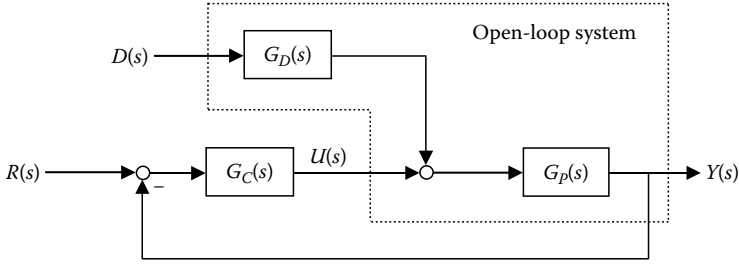 Open-loop system
D(s)
G_D(s)
R(s)
G_C(s)
U(s)
G_P(s)
Y(s)
–